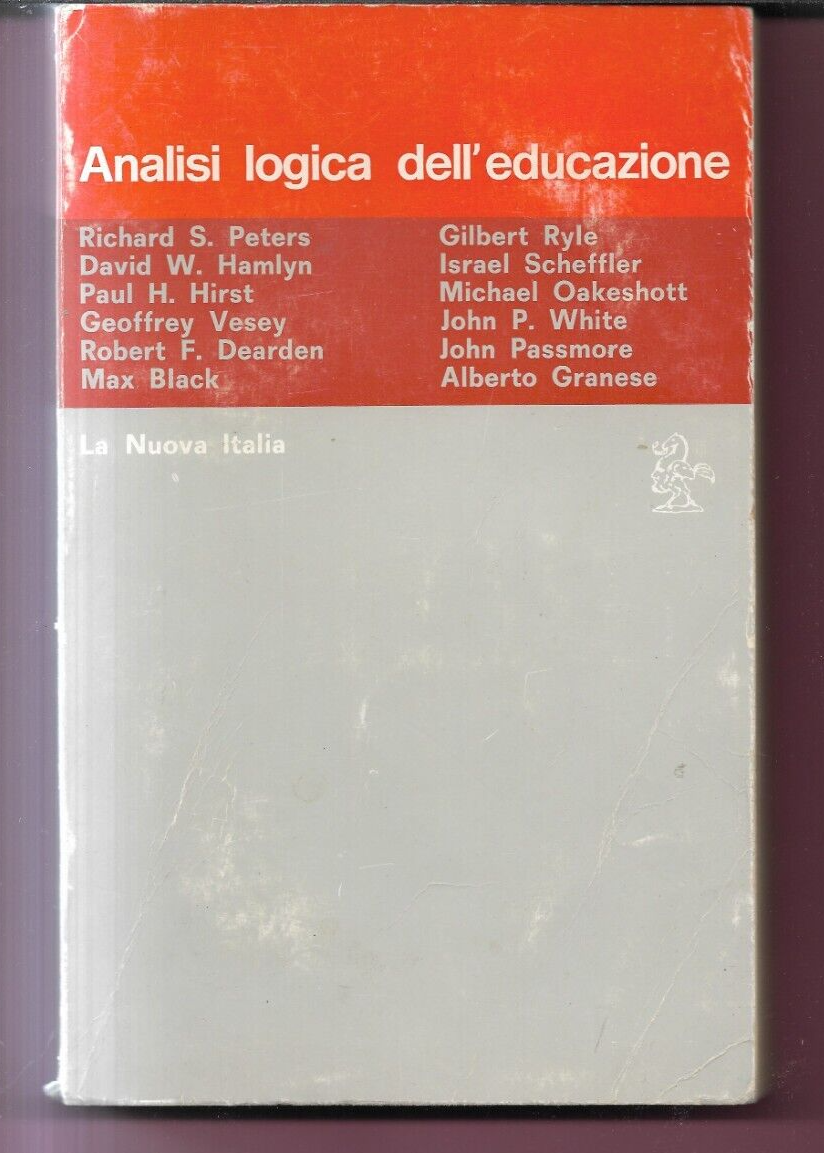 Analisi logica dell'educazione
Richard S. Peters
David W. Hamlyn
Paul H. Hirst
Geoffrey Vesey
Robert F. Dearden
Max Black
Gilbert Ryle
Israel Scheffler
Michael Oakeshott
John P. White
John Passmore
Alberto Granese
La Nuova Italia